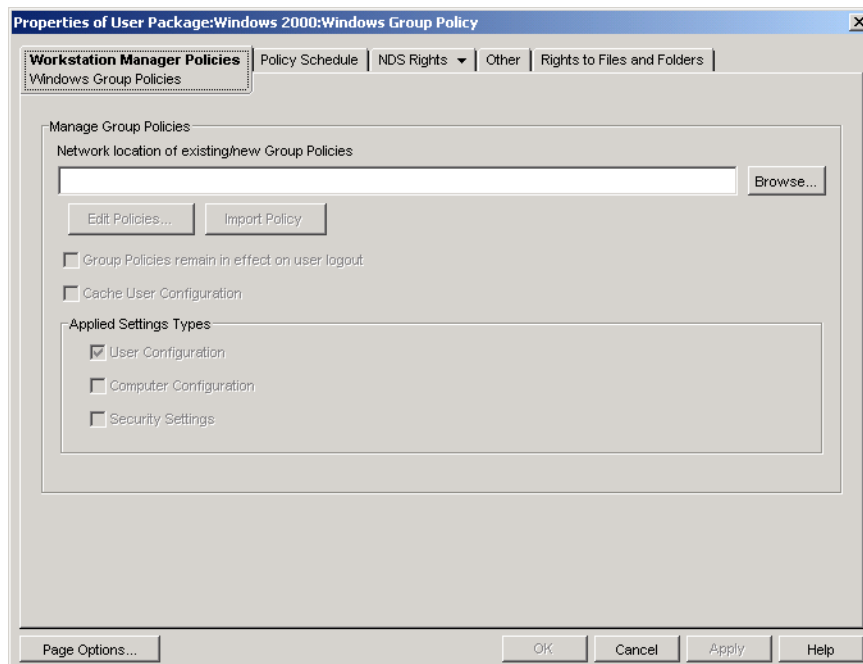 Properties of User Package:Windows 2000:Windows Group Policy
Workstation Manager Policies Policy Schedule NDS Rights Other Rights to Files and Folders
Windows Group Policies
Manage Group Policies
Network location of existing/new Group Policies
Browse...
Edit Policies... Import Policy
Group Policies remain in effect on user logout
Cache User Configuration
Applied Settings Types
User Configuration
Computer Configuration
Security Settings
Page Options... OK Cancel Apply Help